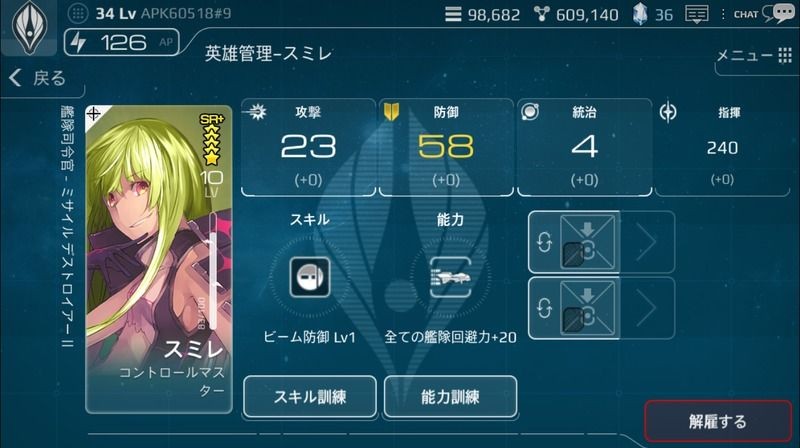 34 Lv APK60518#9
98,682
609,140
36
CHAT
126 AP
英雄管理-スミレ
メニュー
戻る
艦隊司令官 - ミサイル デストロイアー II
SR+
10
LV
83/100
スミレ
コントロールマス
ター
攻撃
23
(+0)
防御
58
(+0)
統治
4
(+0)
指揮
240
(+0)
スキル
能力
ビーム防御 Lv1
全ての艦隊回避力+20
スキル訓練
能力訓練
解雇する